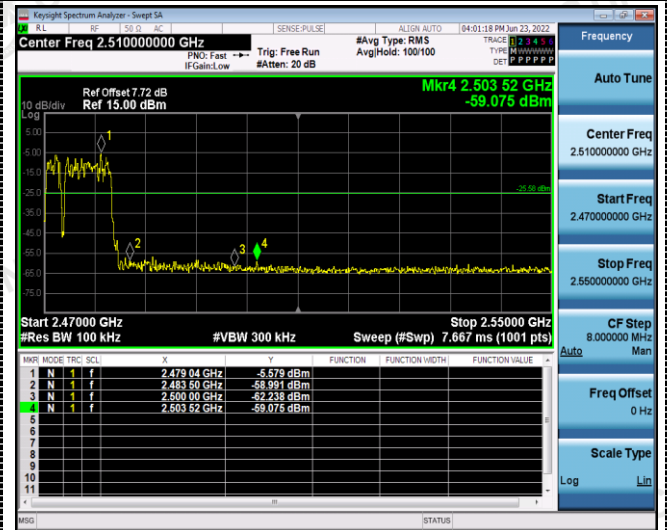 Keysight Spectrum Analyzer - Swept SA
RL RF 50 Ω AC SENSE:PULSE ALIGN AUTO 04:01:18 PM Jun 23, 2022
Center Freq 2.510000000 GHz
PNO: Fast
IFGain:Low
Trig: Free Run
#Atten: 20 dB
#Avg Type: RMS
Avg|Hold: 100/100
TRACE 1 2 3 4 5 6
TYPE M W W W W W
DET P P P P P P
Mkr4 2.503 52 GHz
-59.075 dBm
Ref Offset 7.72 dB
10 dB/div Ref 15.00 dBm
Log
5.00
-5.00
-15.0
-25.0
-35.0
-45.0
-55.0
-65.0
-75.0
-25.58 dBm
1
2
3
4
Start 2.47000 GHz Stop 2.55000 GHz
#Res BW 100 kHz #VBW 300 kHz Sweep (#Swp) 7.667 ms (1001 pts)
MKR MODE TRC SCL X Y FUNCTION FUNCTION WIDTH FUNCTION VALUE
1 N 1 f 2.479 04 GHz -5.579 dBm
2 N 1 f 2.483 50 GHz -58.991 dBm
3 N 1 f 2.500 00 GHz -62.238 dBm
4 N 1 f 2.503 52 GHz -59.075 dBm
5
6
7
8
9
10
11
MSG STATUS
Frequency
Auto Tune
Center Freq
2.510000000 GHz
Start Freq
2.470000000 GHz
Stop Freq
2.550000000 GHz
CF Step
8.000000 MHz
Auto Man
Freq Offset
0 Hz
Scale Type
Log Lin